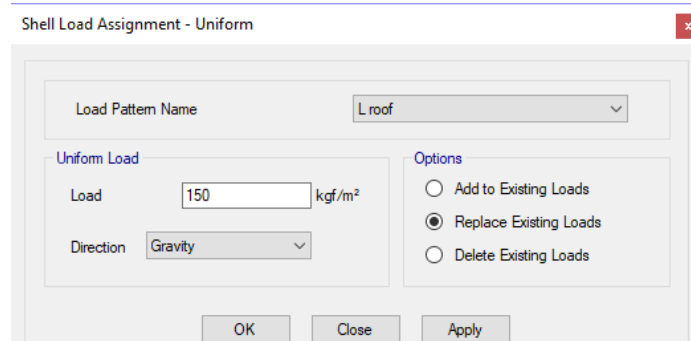 Shell Load Assignment - Uniform
x
Load Pattern Name
L roof
Uniform Load
Load
150
kgf/m²
Direction
Gravity
Options
Add to Existing Loads
Replace Existing Loads
Delete Existing Loads
OK
Close
Apply